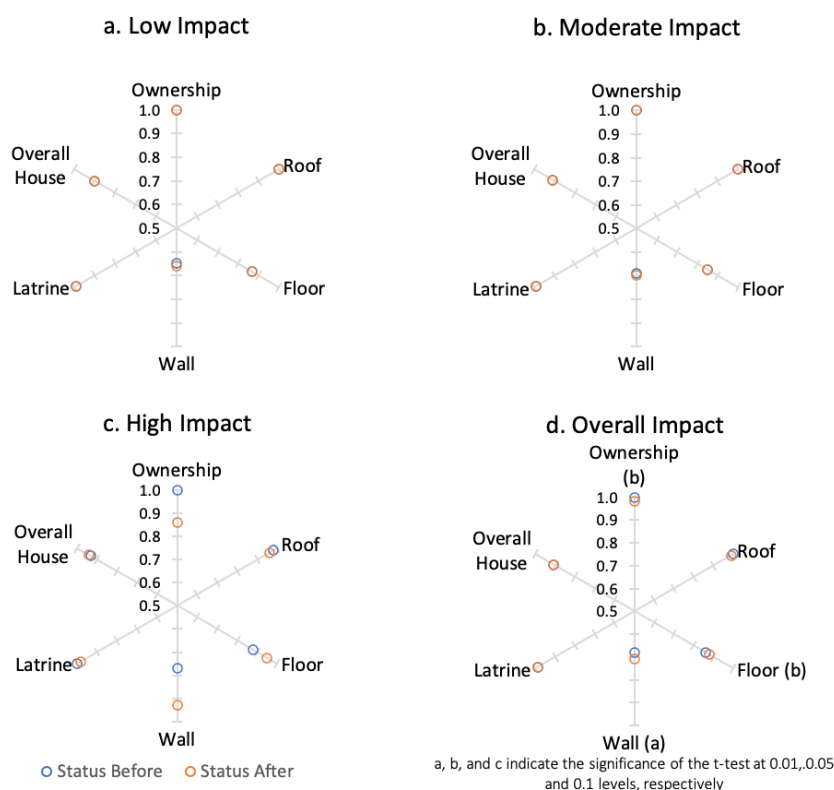 a. Low Impact
Ownership
1.0
0.9
0.8
0.7
0.6
0.5
Overall
House
Roof
Latrine
Floor
Wall
b. Moderate Impact
Ownership
1.0
0.9
0.8
0.7
0.6
0.5
Overall
House
Roof
Latrine
Floor
Wall
c. High Impact
Ownership
1.0
0.9
0.8
0.7
0.6
0.5
Overall
House
Roof
Latrine
Floor
Wall
Status Before
Status After
d. Overall Impact
Ownership
(b)
1.0
0.9
0.8
0.7
0.6
0.5
Overall
House
Roof
Latrine
Floor (b)
Wall (a)
a, b, and c indicate the significance of the t-test at 0.01,.0.05
and 0.1 levels, respectively